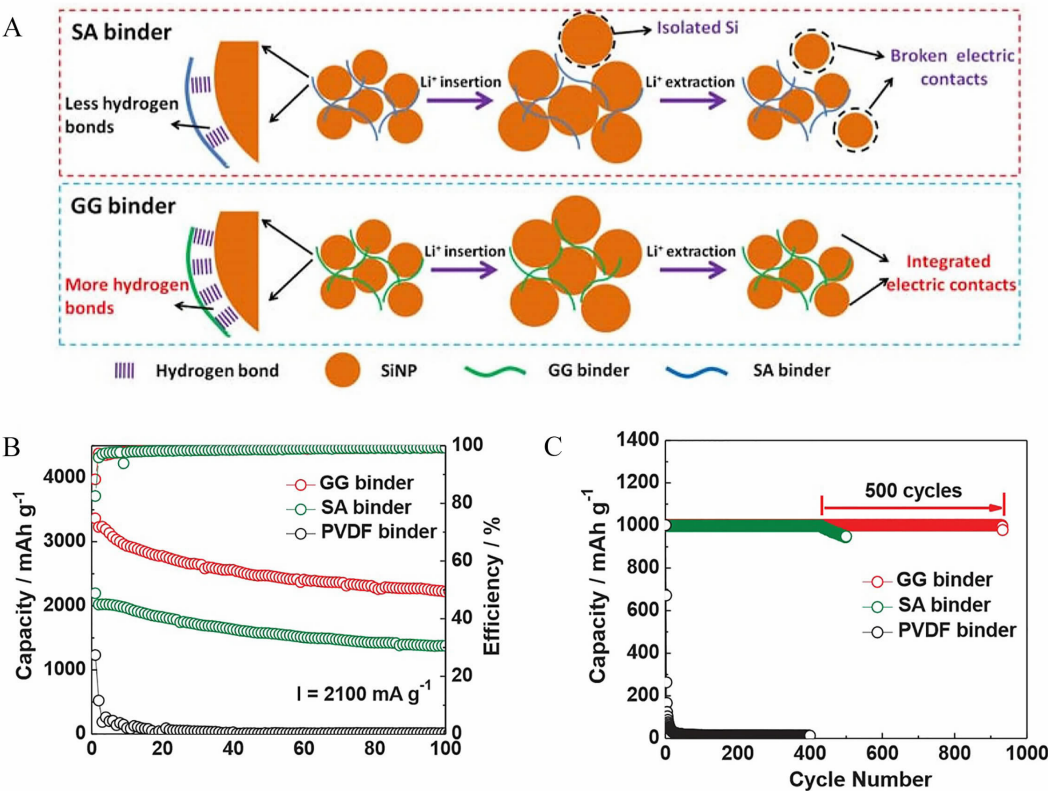 A
SA binder
Isolated Si
Less hydrogen
bonds
Li⁺ insertion
Li⁺ extraction
Broken electric
contacts
GG binder
More hydrogen
bonds
Li⁺ insertion
Li⁺ extraction
Integrated
electric contacts
Hydrogen bond
SiNP
GG binder
SA binder
B
Capacity / mAh g⁻¹
4000
3000
2000
1000
0
0
20
40
60
80
100
GG binder
SA binder
PVDF binder
I = 2100 mA g⁻¹
100
80
60
40
20
0
Efficiency / %
C
Capacity / mAh g⁻¹
1400
1200
1000
800
600
400
200
0
0
200
400
600
800
1000
500 cycles
GG binder
SA binder
PVDF binder
Cycle Number